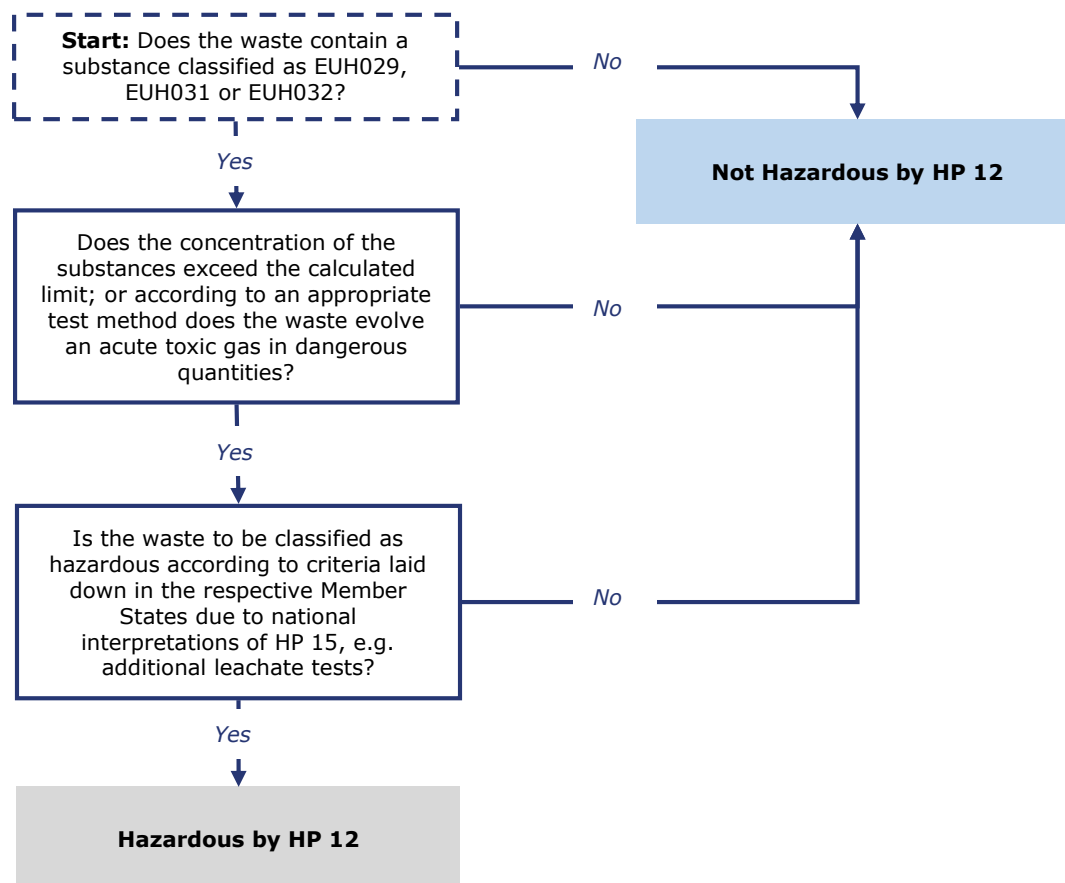 Start: Does the waste contain a
substance classified as EUH029,
EUH031 or EUH032?
No
Not Hazardous by HP 12
Yes
Does the concentration of the
substances exceed the calculated
limit; or according to an appropriate
test method does the waste evolve
an acute toxic gas in dangerous
quantities?
No
Yes
Is the waste to be classified as
hazardous according to criteria laid
down in the respective Member
States due to national
interpretations of HP 15, e.g.
additional leachate tests?
No
Yes
Hazardous by HP 12